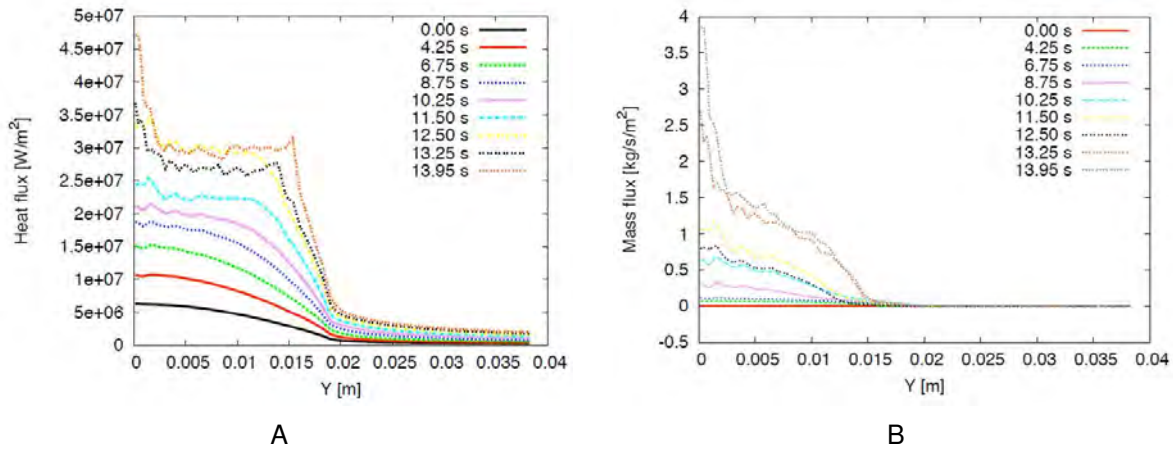 5e+07
4.5e+07
4e+07
3.5e+07
3e+07
2.5e+07
2e+07
1.5e+07
1e+07
5e+06
0
Heat flux [W/m²]
0.00 s
4.25 s
6.75 s
8.75 s
10.25 s
11.50 s
12.50 s
13.25 s
13.95 s
0 0.005 0.01 0.015 0.02 0.025 0.03 0.035 0.04
Y [m]
A
4
3.5
3
2.5
2
1.5
1
0.5
0
-0.5
Mass flux [kg/s/m²]
0.00 s
4.25 s
6.75 s
8.75 s
10.25 s
11.50 s
12.50 s
13.25 s
13.95 s
0 0.005 0.01 0.015 0.02 0.025 0.03 0.035 0.04
Y [m]
B